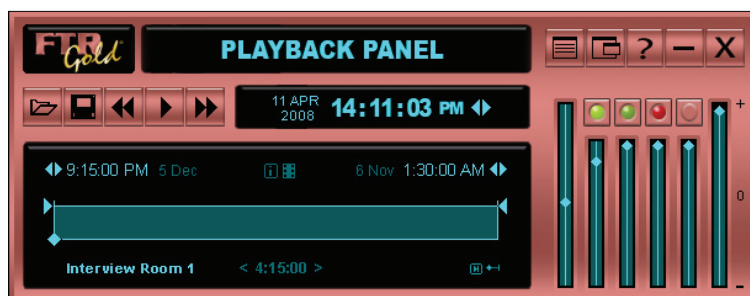 FTR Gold
PLAYBACK PANEL
? – X
11 APR 2008 14:11:03 PM
9:15:00 PM 5 Dec
6 Nov 1:30:00 AM
Interview Room 1 < 4:15:00 >
+
0
-